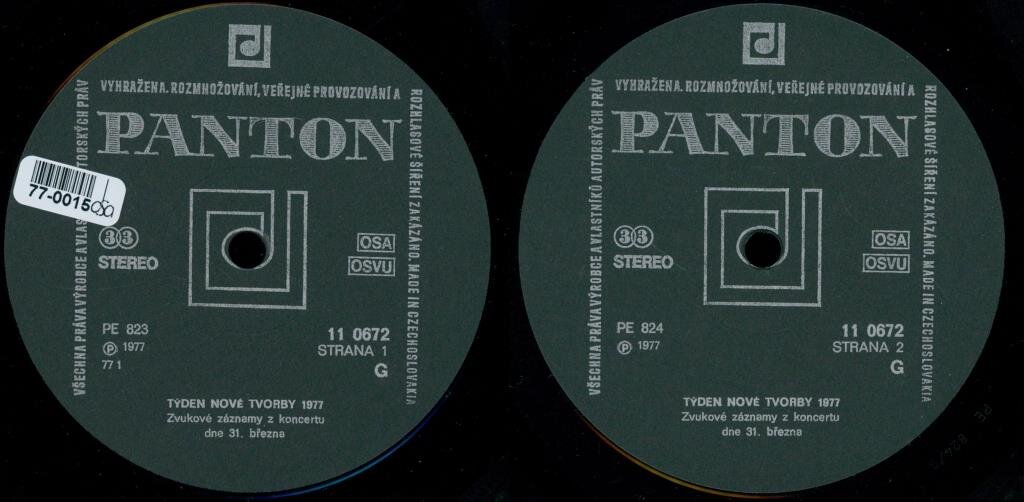 VYHRAŽENA. ROZMNOŽOVÁNÍ, VEŘEJNÉ PROVOZOVÁNÍ A
ROZHLASOVÉ ŠÍŘENÍ ZAKÁZÁNO. MADE IN CZECHOSLOVAKIA
VŠECHNA PRÁVA VÝROBCE A VLAST TORSKÝCH PRÁV
PANTON
77-0015
33
STEREO
OSA
OSVU
PE 823
Ⓟ 1977
77 1
11 0672
STRANA 1
G
TÝDEN NOVÉ TVORBY 1977
Zvukové záznamy z koncertu
dne 31. března
VYHRAŽENA. ROZMNOŽOVÁNÍ, VEŘEJNÉ PROVOZOVÁNÍ A
ROZHLASOVÉ ŠÍŘENÍ ZAKÁZÁNO. MADE IN CZECHOSLOVAKIA
VŠECHNA PRÁVA VÝROBCE A VLASTNÍKŮ AUTORSKÝCH PRÁV
PANTON
33
STEREO
OSA
OSVU
PE 824
Ⓟ 1977
11 0672
STRANA 2
G
TÝDEN NOVÉ TVORBY 1977
Zvukové záznamy z koncertu
dne 31. března